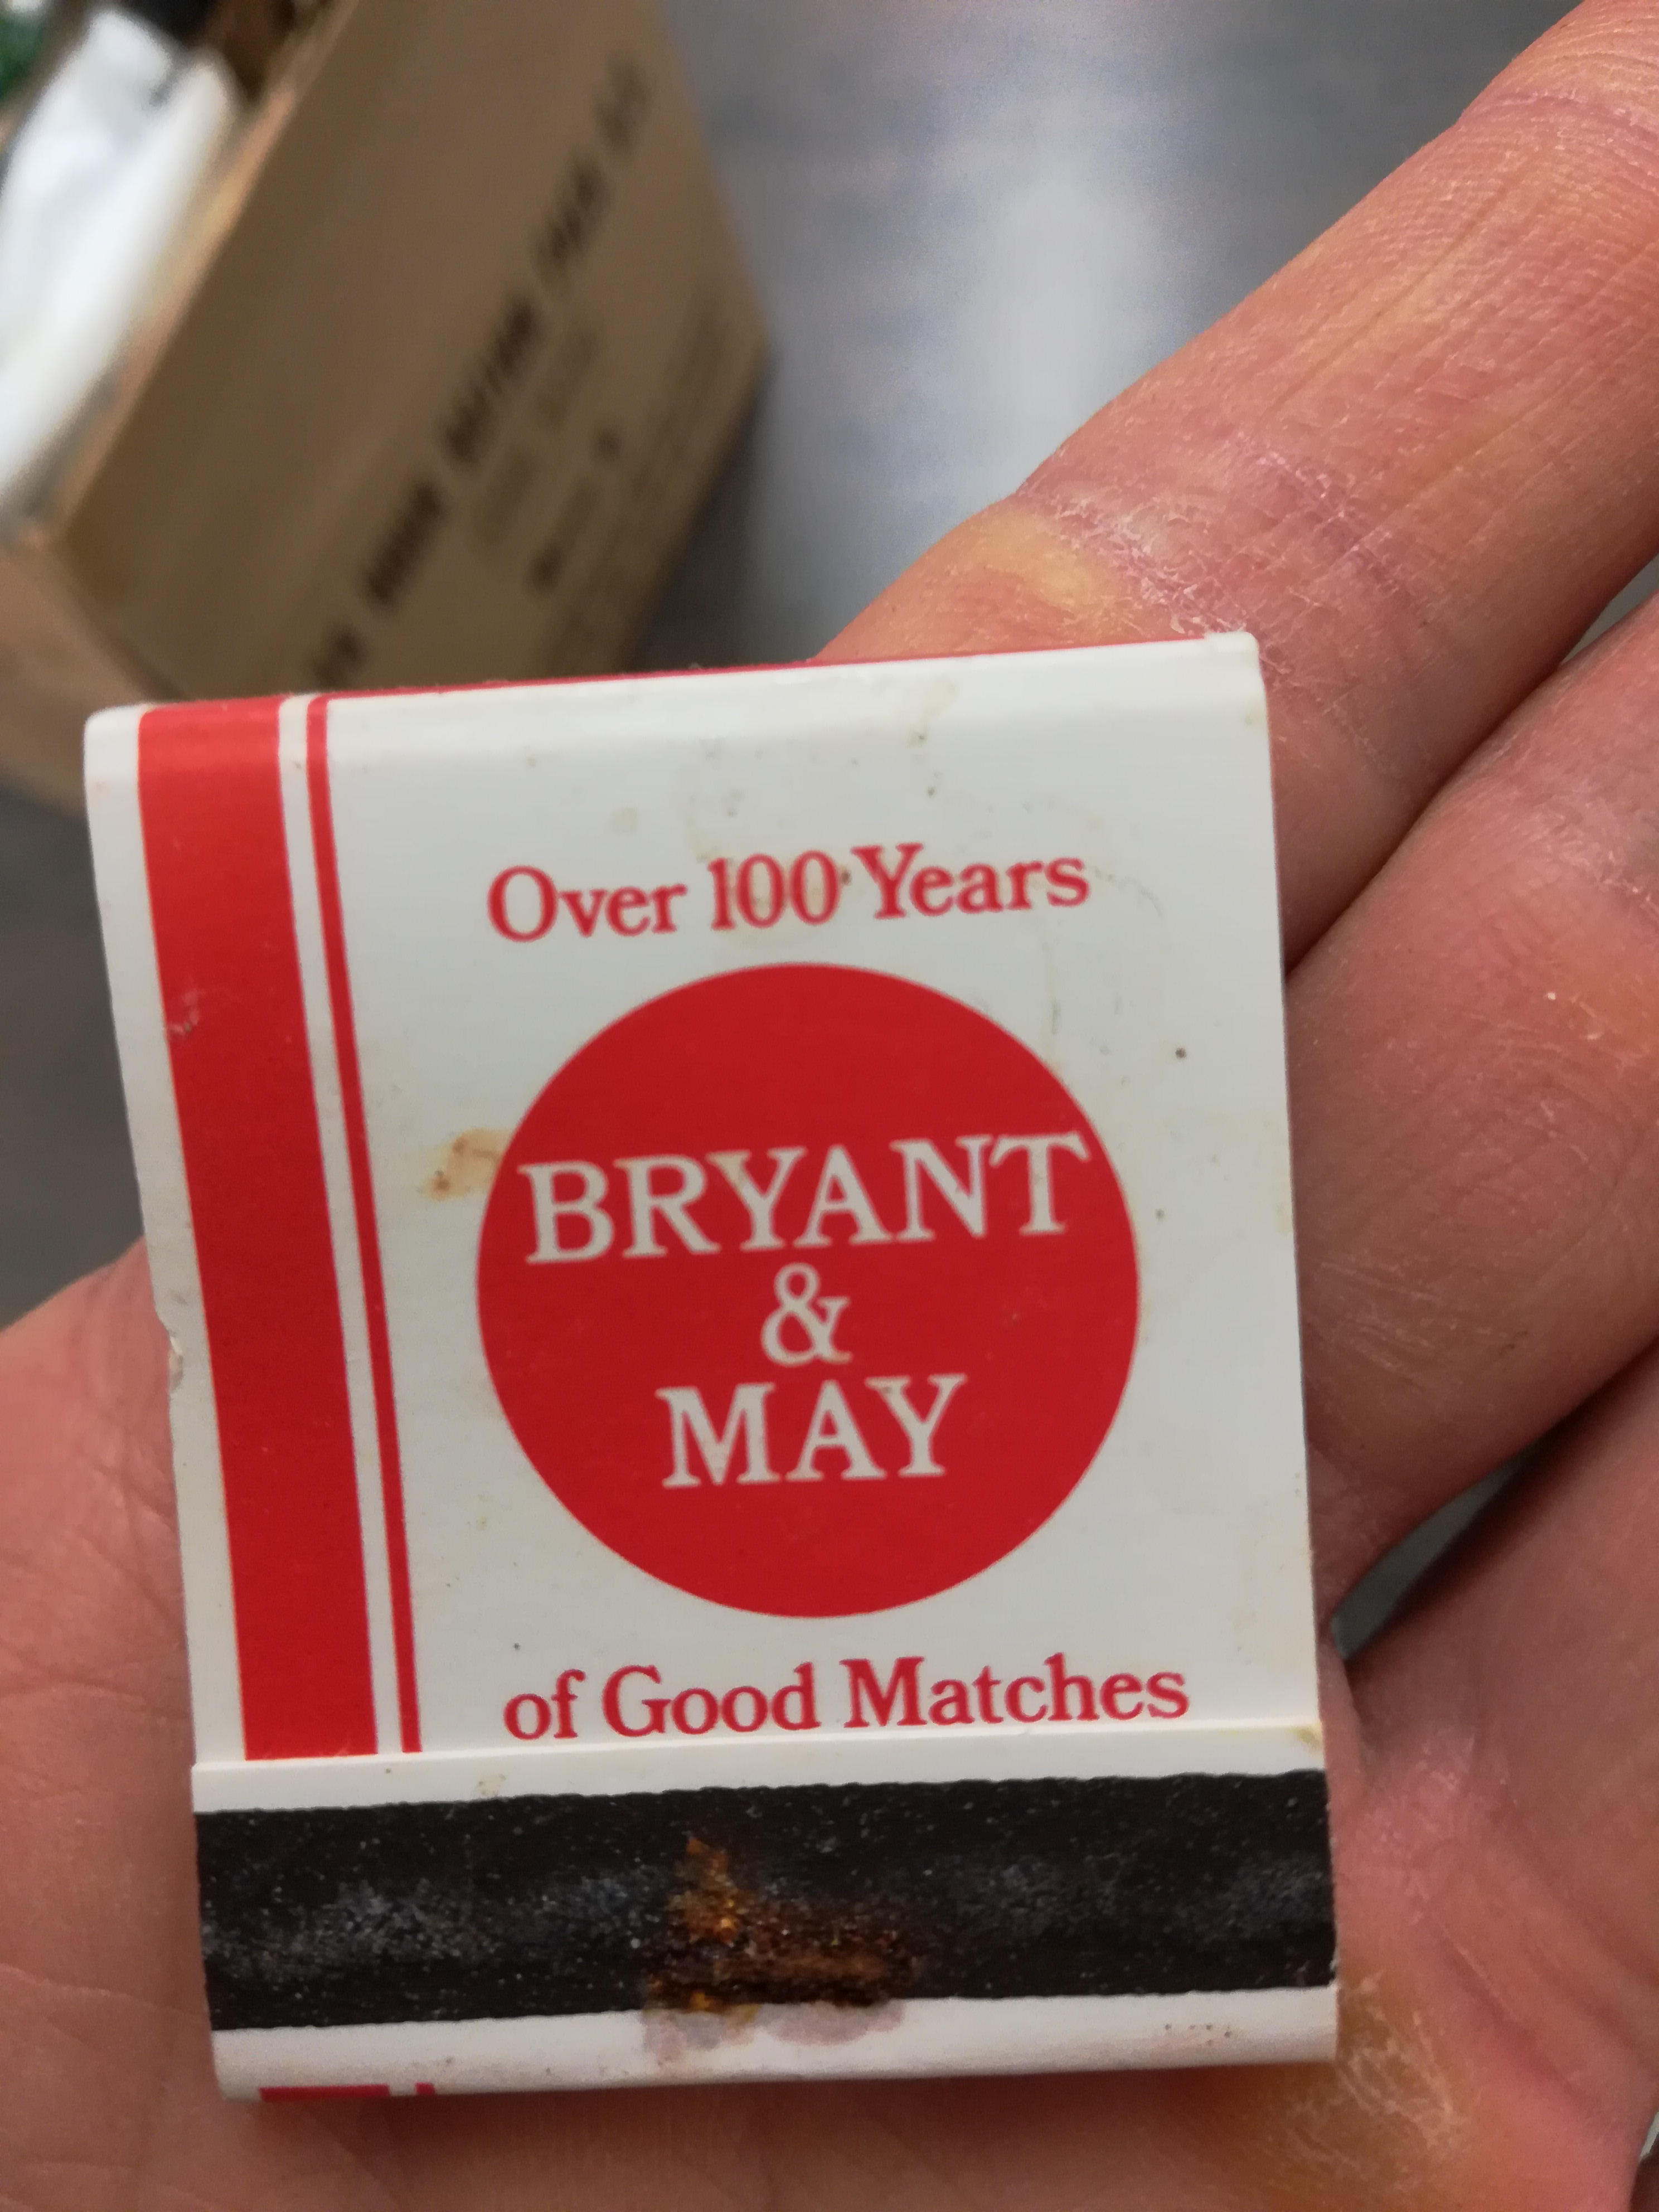 Over 100 Years
BRYANT
&
MAY
of Good Matches